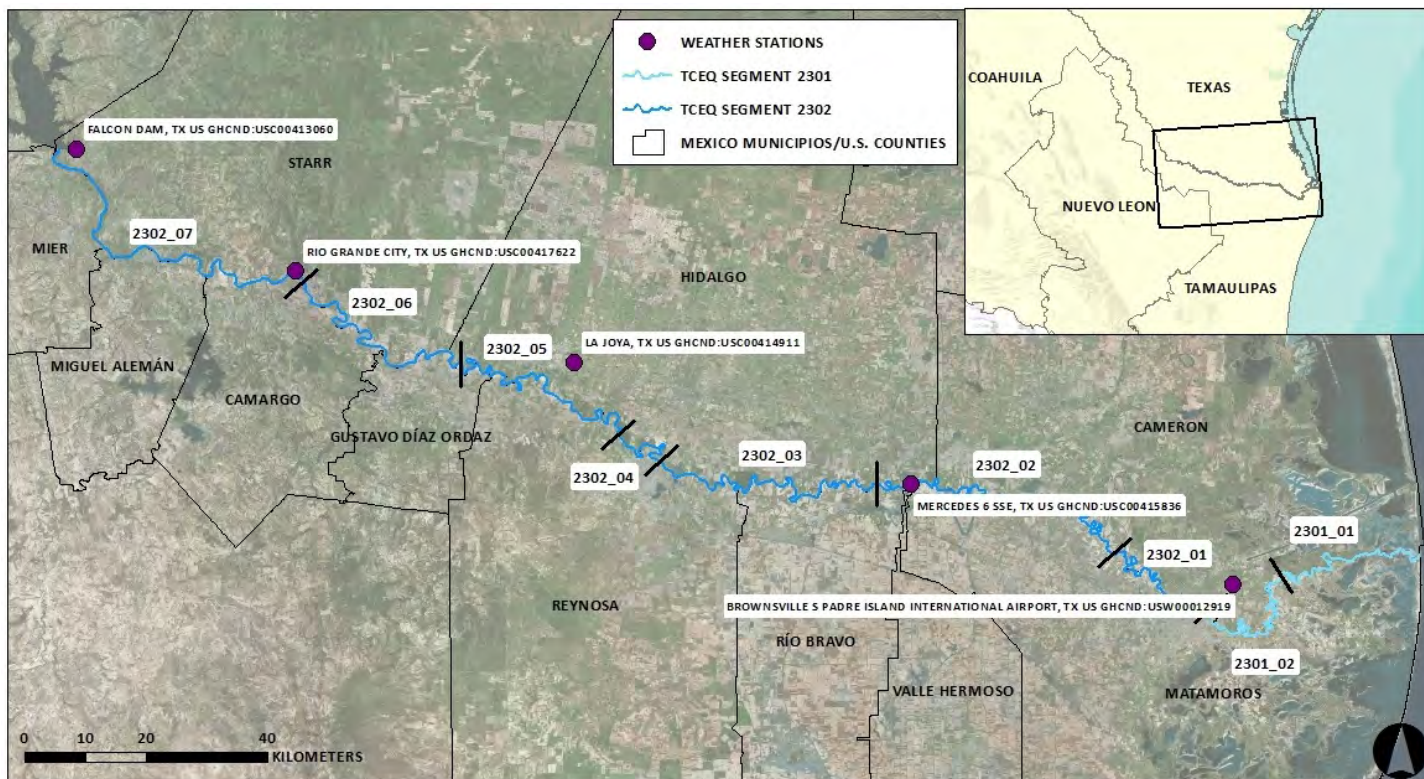 WEATHER STATIONS
TCEQ SEGMENT 2301
TCEQ SEGMENT 2302
MEXICO MUNICIPIOS/U.S. COUNTIES
COAHUILA
TEXAS
NUEVO LEON
TAMAULIPAS
FALCON DAM, TX US GHCND:USC00413060
STARR
MIER
2302_07
RIO GRANDE CITY, TX US GHCND:USC00417622
HIDALGO
2302_06
2302_05
LA JOYA, TX US GHCND:USC00414911
MIGUEL ALEMÁN
CAMARGO
GUSTAVO DÍAZ ORDAZ
CAMERON
2302_04
2302_03
2302_02
MERCEDES 6 SSE, TX US GHCND:USC00415836
2301_01
2302_01
REYNOSA
BROWNSVILLE S PADRE ISLAND INTERNATIONAL AIRPORT, TX US GHCND:USW00012919
RÍO BRAVO
2301_02
VALLE HERMOSO
MATAMOROS
0 10 20 40
KILOMETERS